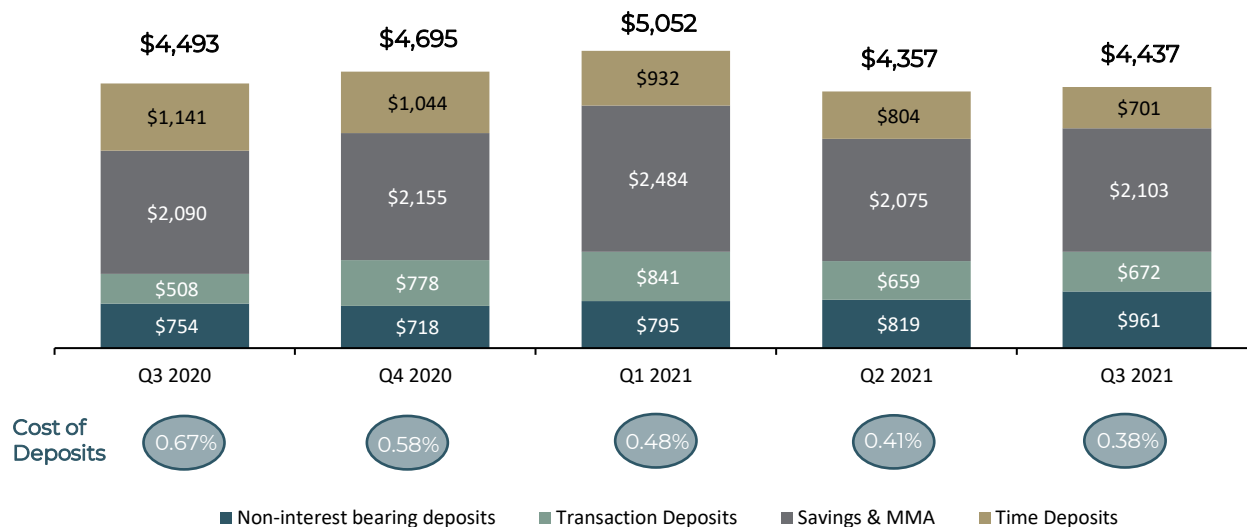 $4,493
$4,695
$5,052
$4,357
$4,437
$1,141
$1,044
$932
$804
$701
$2,090
$2,155
$2,484
$2,075
$2,103
$508
$778
$841
$659
$672
$754
$718
$795
$819
$961
Q3 2020
Q4 2020
Q1 2021
Q2 2021
Q3 2021
Cost of
Deposits
0.67%
0.58%
0.48%
0.41%
0.38%
Non-interest bearing deposits
Transaction Deposits
Savings & MMA
Time Deposits